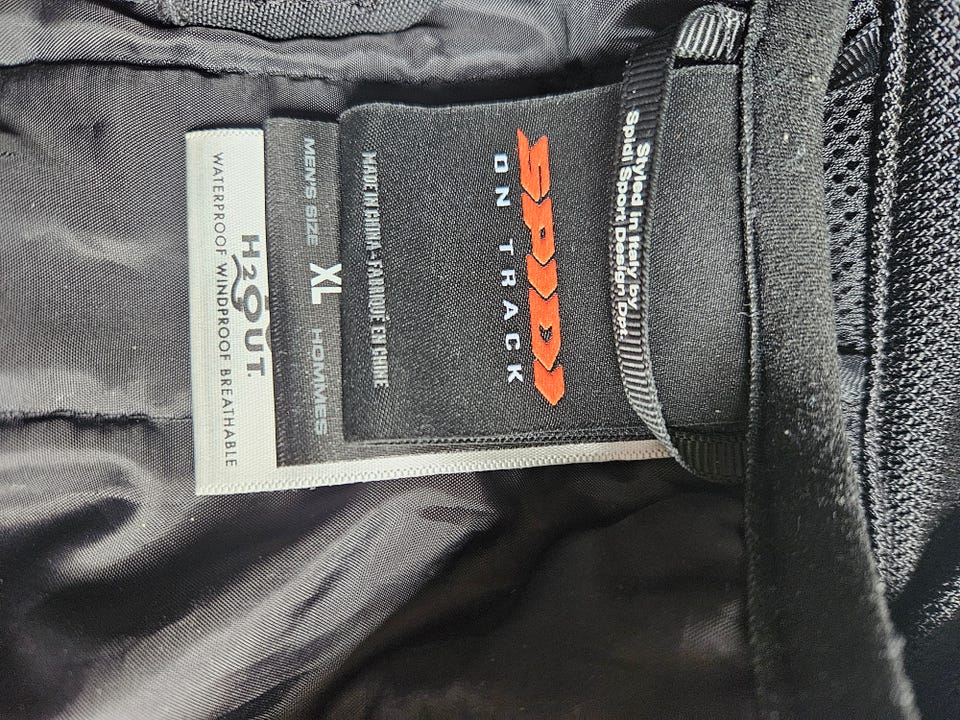 Styled in Italy by
Spidi Sport Design Dpt.
SPIDI
ON TRACK
MADE IN CHINA - FABRIQUÉ EN CHINE
MEN'S SIZE XL HOMMES
H2OUT.
WATERPROOF WINDPROOF BREATHABLE